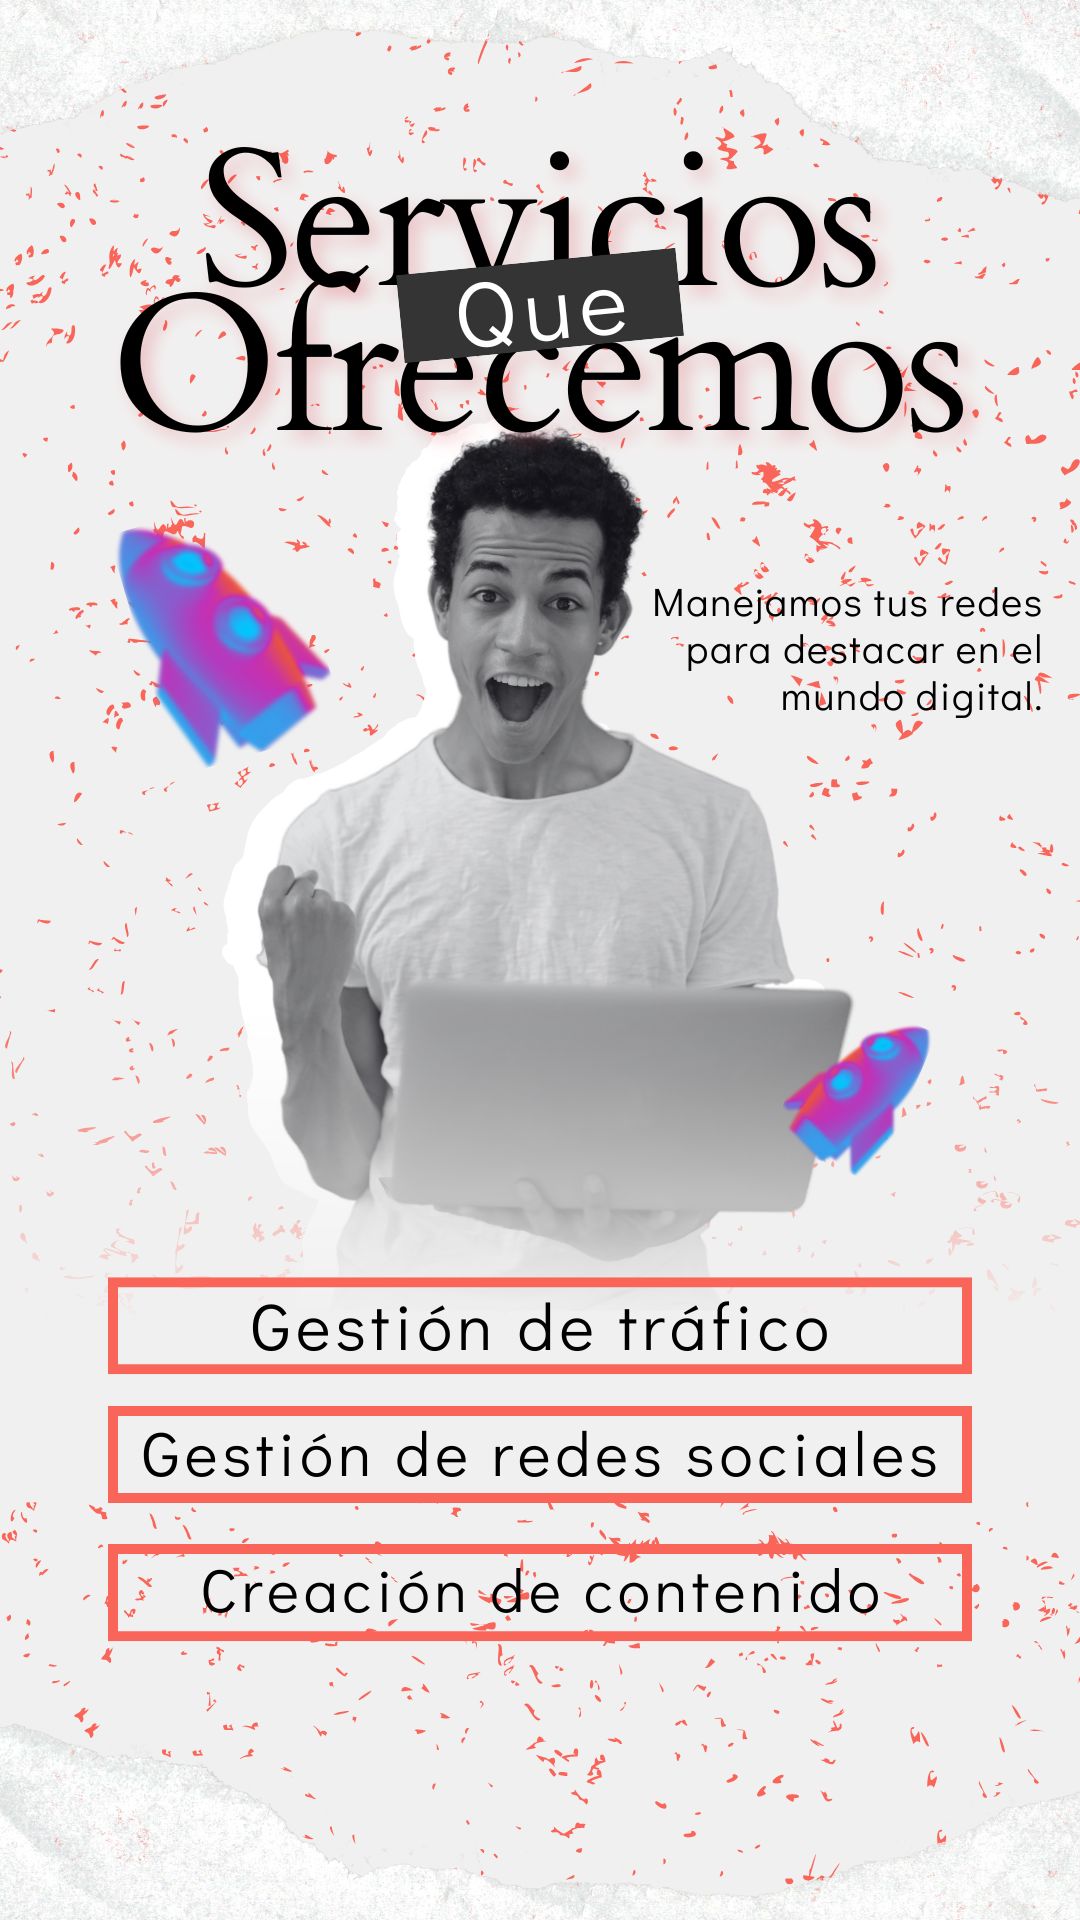 Servicios
Que
Ofrecemos
Manejamos tus redes
para destacar en el
mundo digital.
Gestión de tráfico
Gestión de redes sociales
Creación de contenido